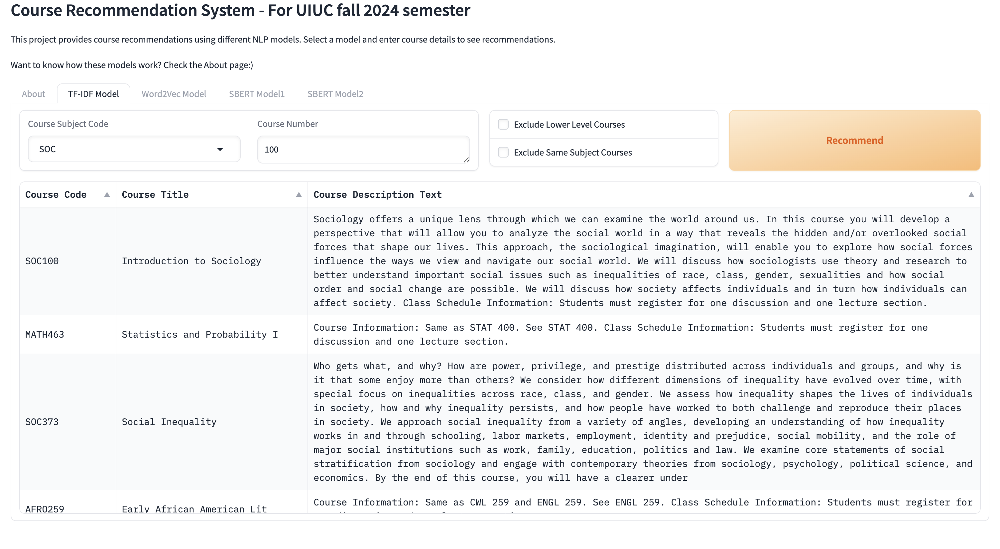 Course Recommendation System - For UIUC fall 2024 semester
This project provides course recommendations using different NLP models. Select a model and enter course details to see recommendations.
Want to know how these models work? Check the About page:)
About TF-IDF Model Word2Vec Model SBERT Model1 SBERT Model2
Course Subject Code
SOC
Course Number
100
Exclude Lower Level Courses
Exclude Same Subject Courses
Recommend
Course Code Course Title Course Description Text
SOC100
Introduction to Sociology
Sociology offers a unique lens through which we can examine the world around us. In this course you will develop a
perspective that will allow you to analyze the social world in a way that reveals the hidden and/or overlooked social
forces that shape our lives. This approach, the sociological imagination, will enable you to explore how social forces
influence the ways we view and navigate our social world. We will discuss how sociologists use theory and research to
better understand important social issues such as inequalities of race, class, gender, sexualities and how social
order and social change are possible. We will discuss how society affects individuals and in turn how individuals can
affect society. Class Schedule Information: Students must register for one discussion and one lecture section.
MATH463
Statistics and Probability I
Course Information: Same as STAT 400. See STAT 400. Class Schedule Information: Students must register for one
discussion and one lecture section.
SOC373
Social Inequality
Who gets what, and why? How are power, privilege, and prestige distributed across individuals and groups, and why is
it that some enjoy more than others? We consider how different dimensions of inequality have evolved over time, with
special focus on inequalities across race, class, and gender. We assess how inequality shapes the lives of individuals
in society, how and why inequality persists, and how people have worked to both challenge and reproduce their places
in society. We approach social inequality from a variety of angles, developing an understanding of how inequality
works in and through schooling, labor markets, employment, identity and prejudice, social mobility, and the role of
major social institutions such as work, family, education, politics and law. We examine core statements of social
stratification from sociology and engage with contemporary theories from sociology, psychology, political science, and
economics. By the end of this course, you will have a clearer under
AFRO259
Early African American Lit
Course Information: Same as CWL 259 and ENGL 259. See ENGL 259. Class Schedule Information: Students must register for